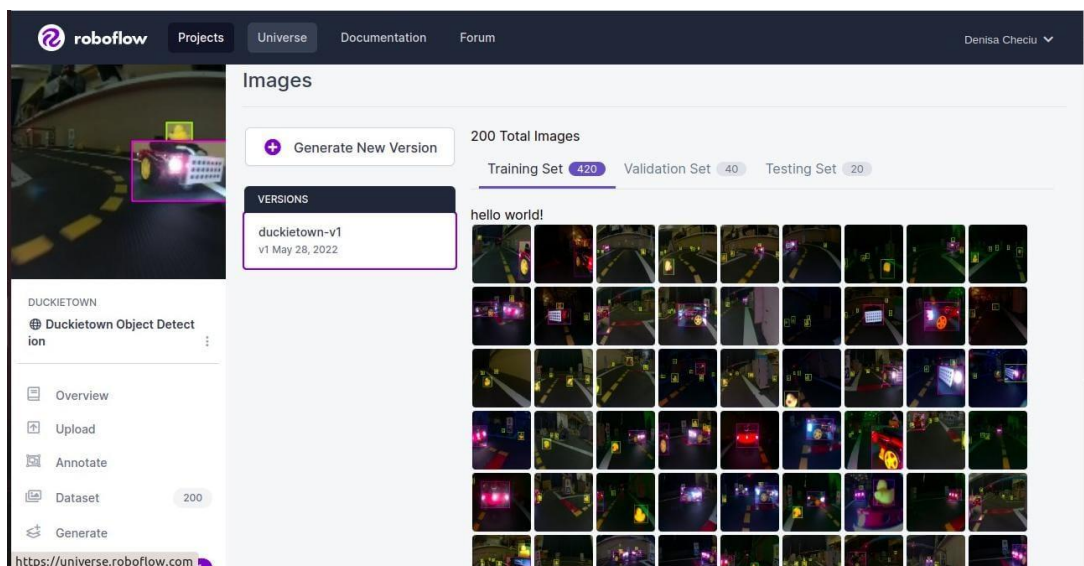 roboflow Projects Universe Documentation Forum Denisa Checiu
Images
Generate New Version
200 Total Images
Training Set 420 Validation Set 40 Testing Set 20
VERSIONS
duckietown-v1
v1 May 28, 2022
hello world!
DUCKIETOWN
Duckietown Object Detect
ion
Overview
Upload
Annotate
Dataset 200
Generate
https://universe.roboflow.com